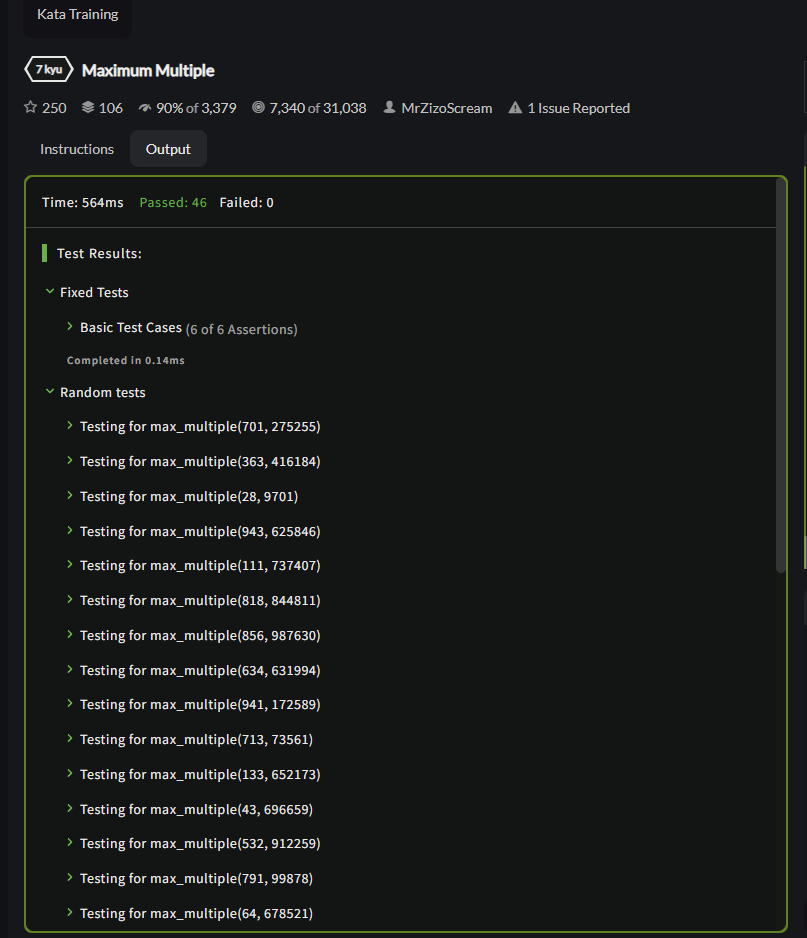 Kata Training
7 kyu Maximum Multiple
250 106 90% of 3,379 7,340 of 31,038 MrZizoScream 1 Issue Reported
Instructions Output
Time: 564ms Passed: 46 Failed: 0
Test Results:
Fixed Tests
Basic Test Cases (6 of 6 Assertions)
Completed in 0.14ms
Random tests
Testing for max_multiple(701, 275255)
Testing for max_multiple(363, 416184)
Testing for max_multiple(28, 9701)
Testing for max_multiple(943, 625846)
Testing for max_multiple(111, 737407)
Testing for max_multiple(818, 844811)
Testing for max_multiple(856, 987630)
Testing for max_multiple(634, 631994)
Testing for max_multiple(941, 172589)
Testing for max_multiple(713, 73561)
Testing for max_multiple(133, 652173)
Testing for max_multiple(43, 696659)
Testing for max_multiple(532, 912259)
Testing for max_multiple(791, 99878)
Testing for max_multiple(64, 678521)